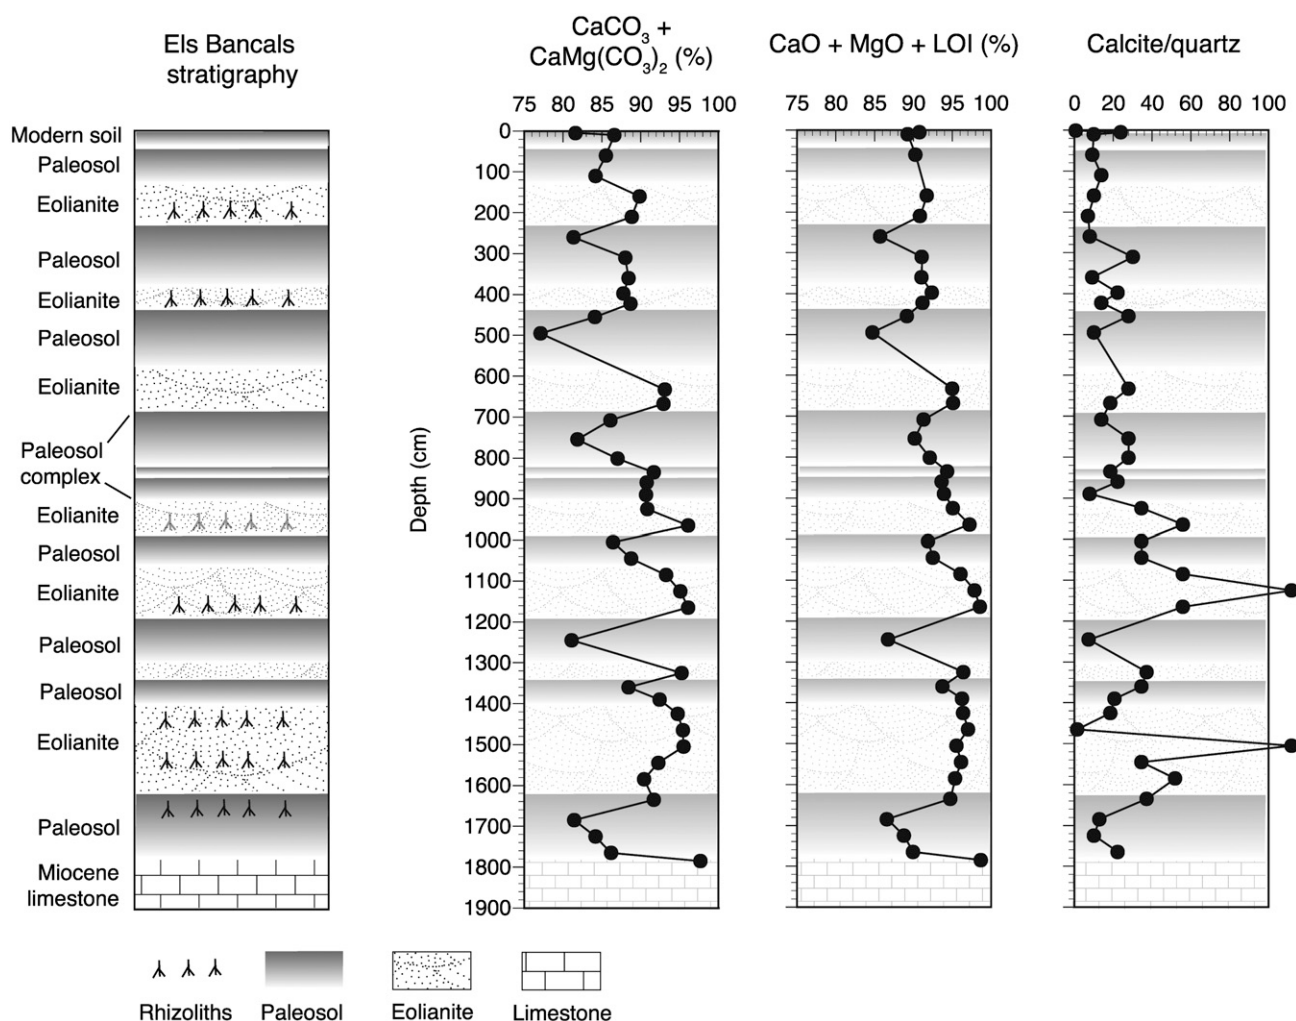 Els Bancals
stratigraphy
CaCO₃ +
CaMg(CO₃)₂ (%)
CaO + MgO + LOI (%)
Calcite/quartz
75 80 85 90 95 100
75 80 85 90 95 100
0 20 40 60 80 100
Modern soil
Paleosol
Eolianite
Paleosol
Eolianite
Paleosol
Eolianite
Paleosol
complex
Eolianite
Paleosol
Eolianite
Paleosol
Paleosol
Eolianite
Paleosol
Miocene
limestone
Depth (cm)
0
100
200
300
400
500
600
700
800
900
1000
1100
1200
1300
1400
1500
1600
1700
1800
1900
Rhizoliths
Paleosol
Eolianite
Limestone